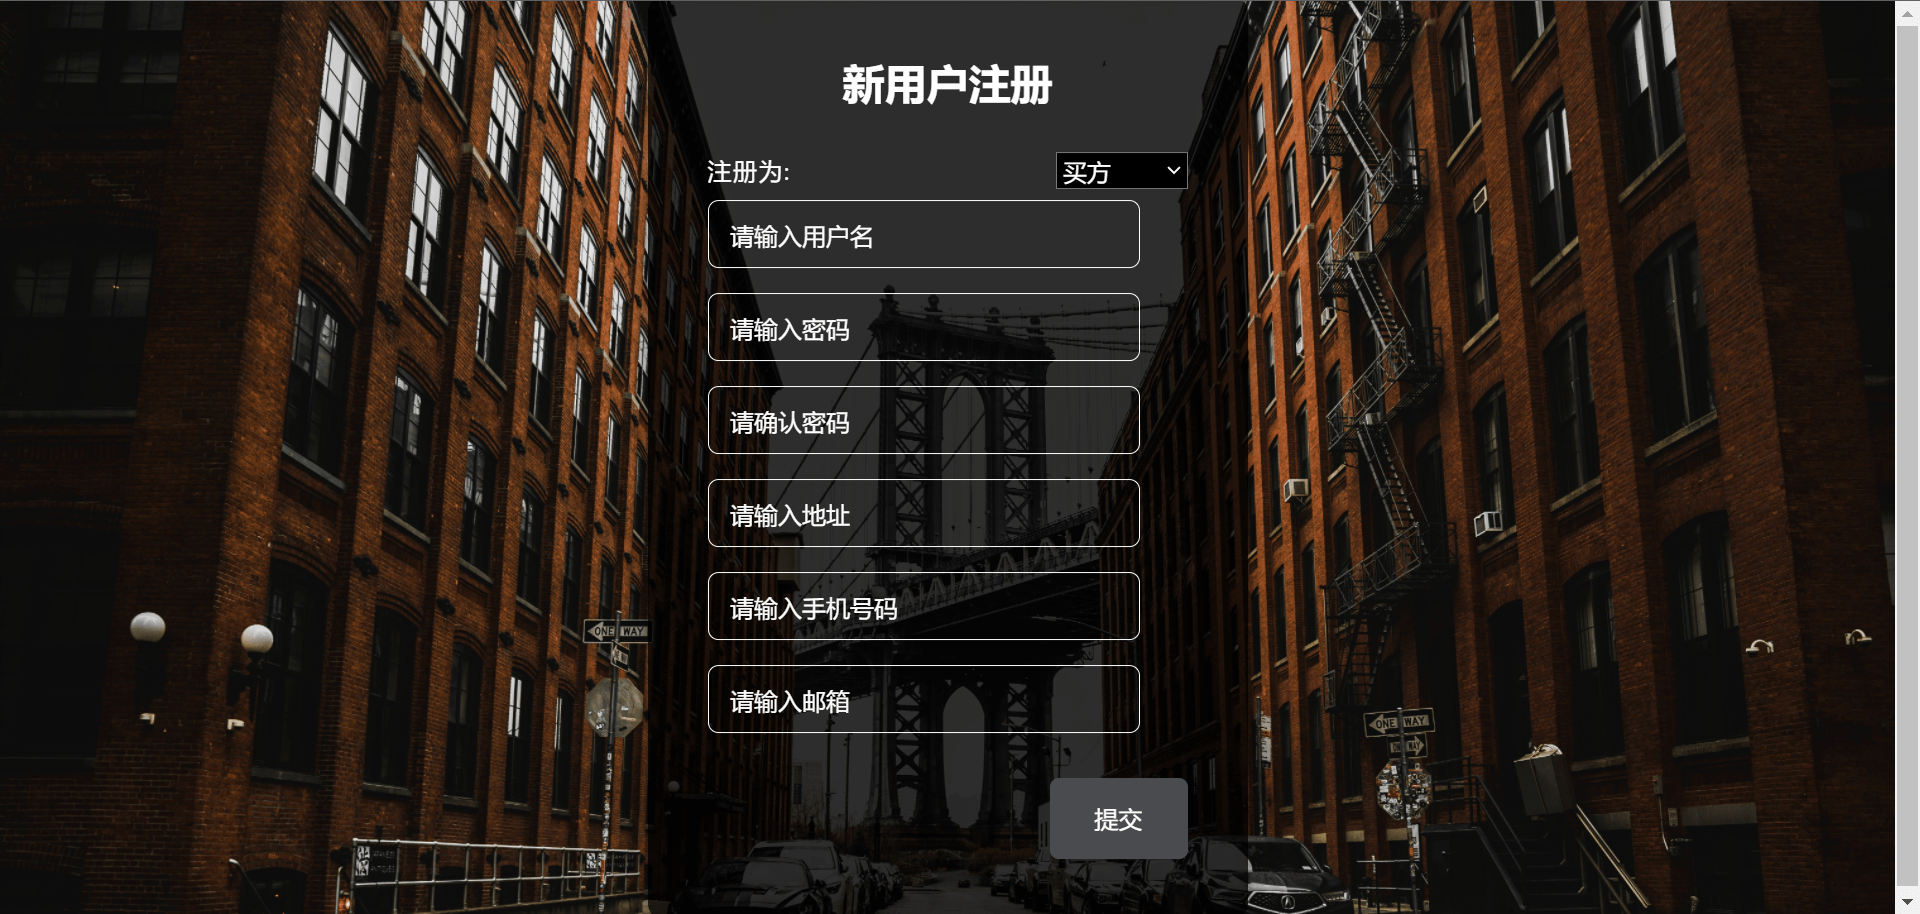 新用户注册
注册为:
买方
请输入用户名
请输入密码
请确认密码
请输入地址
请输入手机号码
请输入邮箱
提交
ONE WAY
ONE WAY